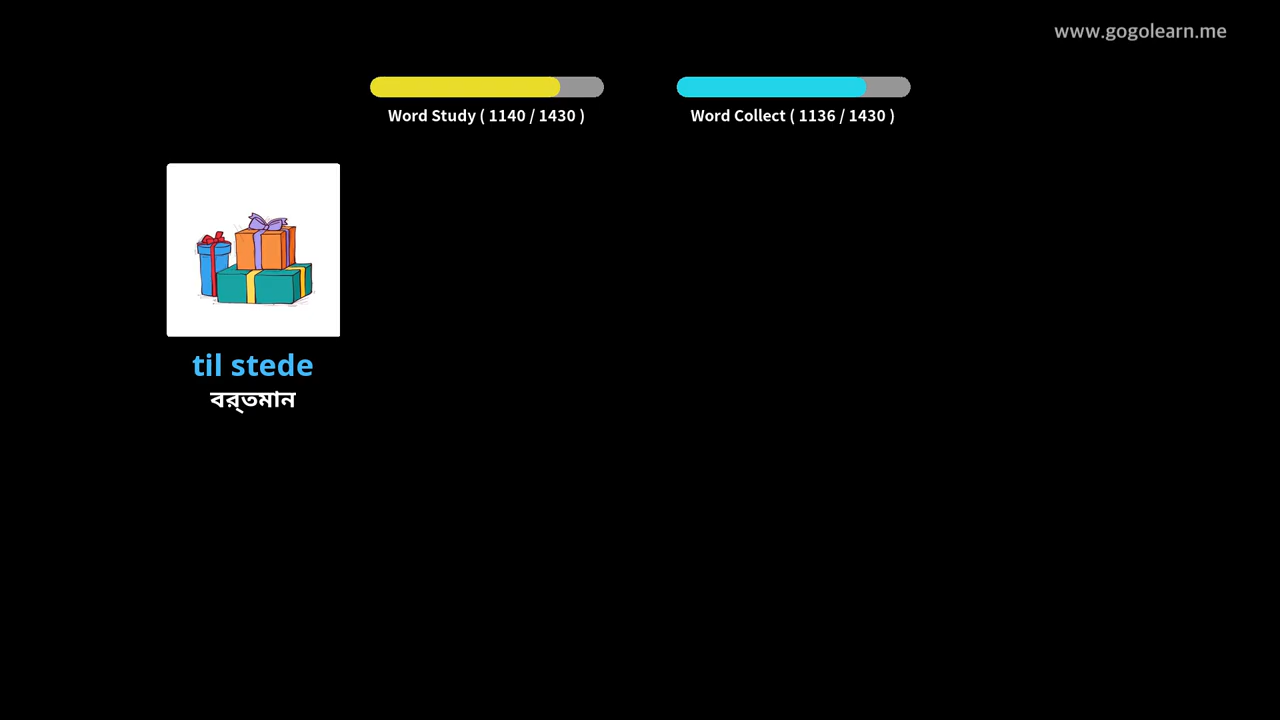 www.gogolearn.me
Word Study ( 1140 / 1430 )
Word Collect ( 1136 / 1430 )
til stede
বর্তমান